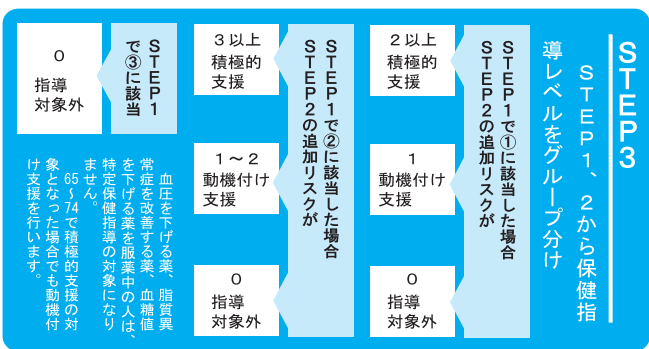 STEP3
STEP1、2から保健指
導レベルをグループ分け
STEP1で①に該当した場合
STEP2の追加リスクが
2以上
積極的
支援
1
動機付け
支援
0
指導
対象外
STEP1で②に該当した場合
STEP2の追加リスクが
3以上
積極的
支援
1~2
動機付け
支援
0
指導
対象外
STEP1
で③に該当
0
指導
対象外
血圧を下げる薬、脂質異
常症を改善する薬、血糖値
を下げる薬を服薬中の人は、
特定保健指導の対象になり
ません。
65~74で積極的支援の対
象となった場合でも動機付
け支援を行います。